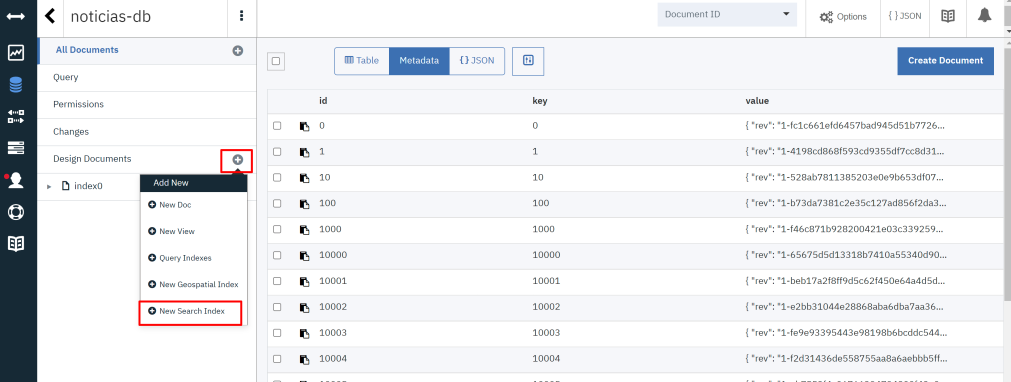 noticias-db
Document ID
Options
{ } JSON
All Documents
Query
Permissions
Changes
Design Documents
index0
Add New
New Doc
New View
Query Indexes
New Geospatial Index
New Search Index
Table
Metadata
{ } JSON
Create Document
id key value
0 0 { "rev": "1-fc1c661efd6457bad945d51b7726...
1 1 { "rev": "1-4198cd868f593cd9355df7cc8d31...
10 10 { "rev": "1-528ab7811385203e0e9b653df07...
100 100 { "rev": "1-b73da7381c2e35c127ad856f2da3...
1000 1000 { "rev": "1-f46c871b928200421e03c339259...
10000 10000 { "rev": "1-65675d5d13318b7410a55340d90...
10001 10001 { "rev": "1-beb17a2f8ff9d5c62f450e64a4d5d...
10002 10002 { "rev": "1-e2bb31044e28868aba6dba7aa36...
10003 10003 { "rev": "1-fe9e93395443e98198b6bcddc544...
10004 10004 { "rev": "1-f2d31436de558755aa8a6aebbb5ff...